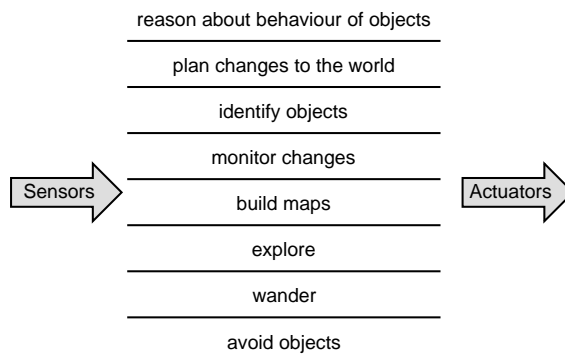 reason about behaviour of objects
plan changes to the world
identify objects
monitor changes
Sensors
Actuators
build maps
explore
wander
avoid objects